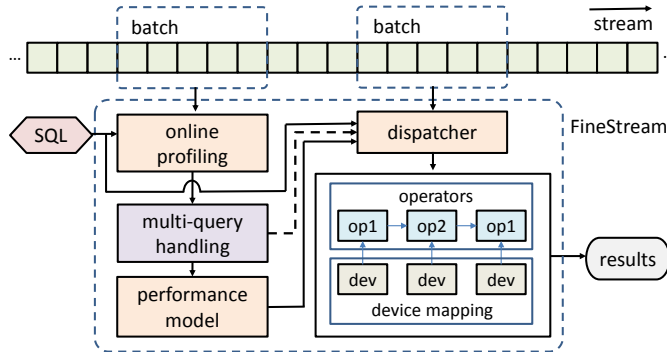 batch
batch
stream
...
...
SQL
online
profiling
dispatcher
FineStream
multi-query
handling
operators
op1
op2
op1
performance
model
dev
dev
dev
device mapping
results